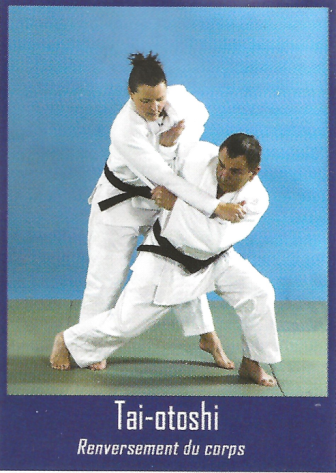 Tai-otoshi
Renversement du corps